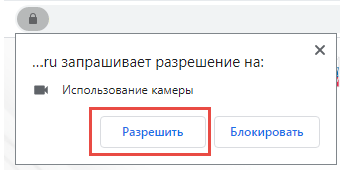 ...ru запрашивает разрешение на:
Использование камеры
Разрешить Блокировать